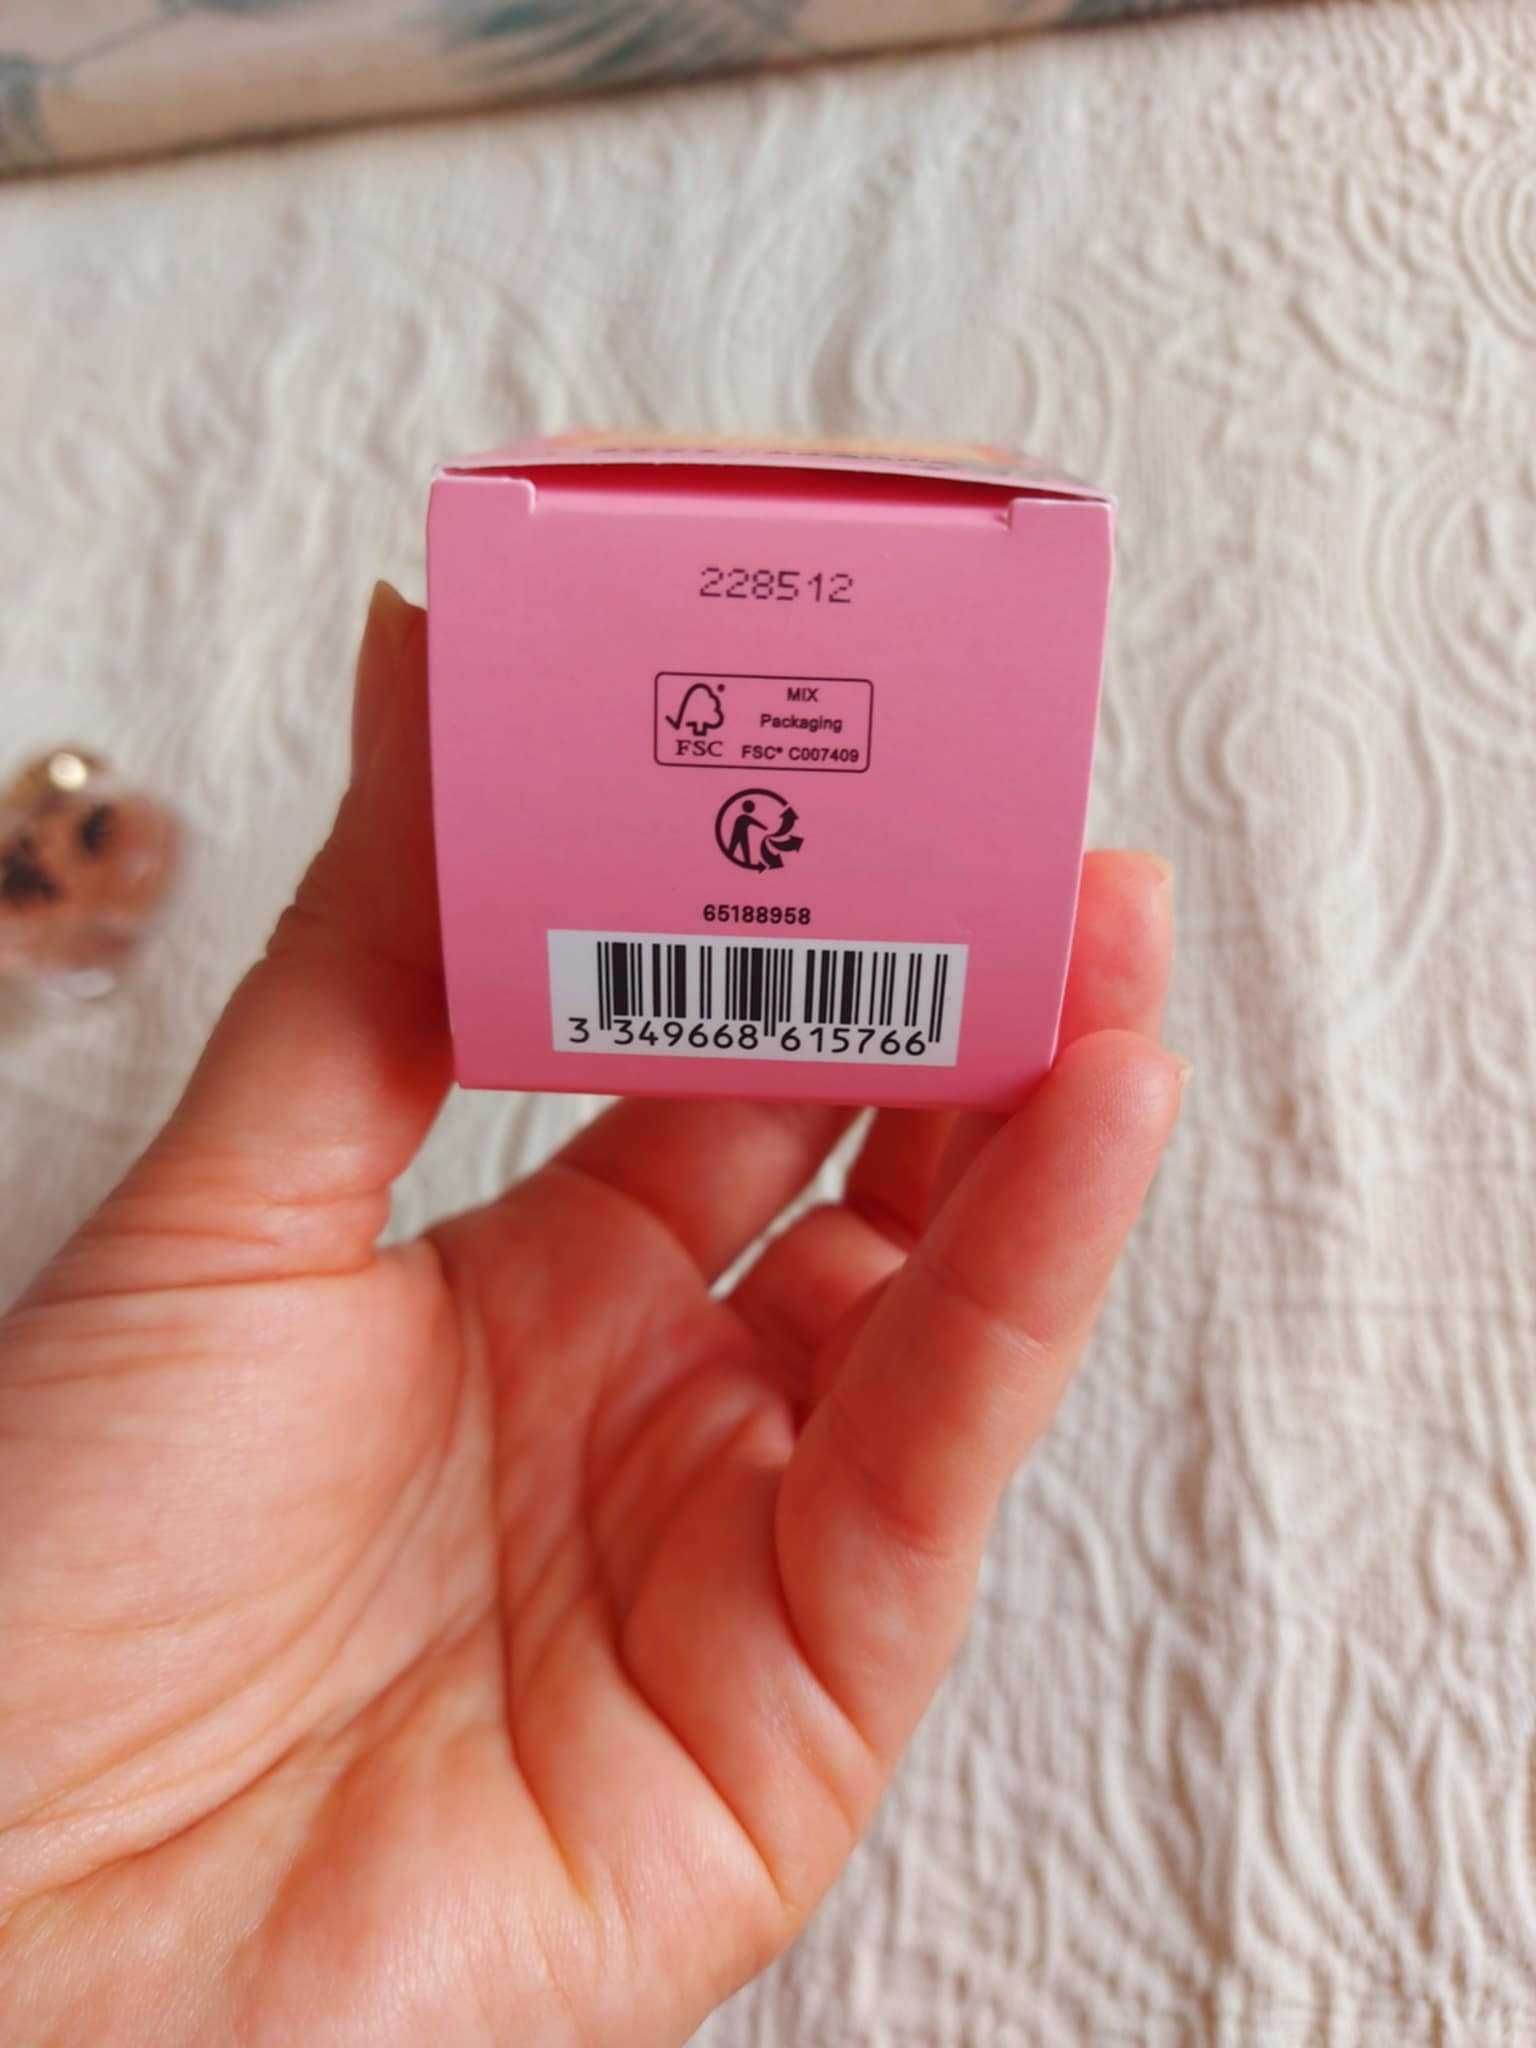 228512
MIX
Packaging
FSC
FSC® C007409
65188958
3 349668 615766